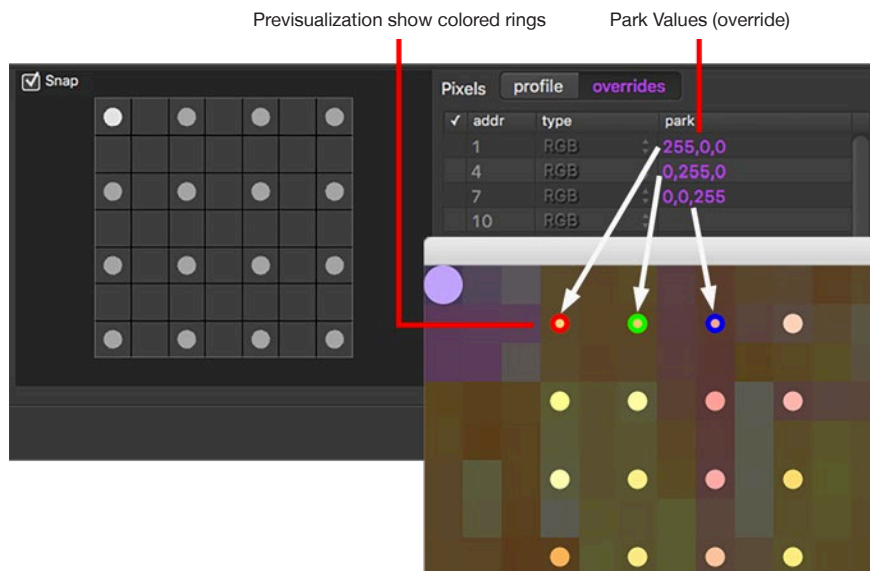 Previsualization show colored rings
Park Values (override)
Snap
Pixels profile overrides
✓ addr type park
1 RGB 255,0,0
4 RGB 0,255,0
7 RGB 0,0,255
10 RGB